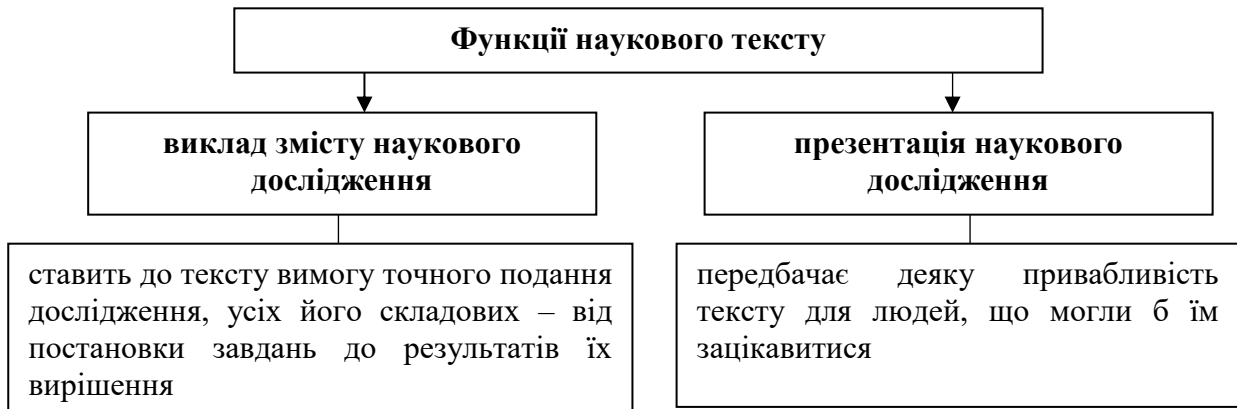 Функції наукового тексту
виклад змісту наукового
дослідження
презентація наукового
дослідження
ставить до тексту вимогу точного подання
дослідження, усіх його складових – від
постановки завдань до результатів їх
вирішення
передбачає деяку привабливість
тексту для людей, що могли б їм
зацікавитися